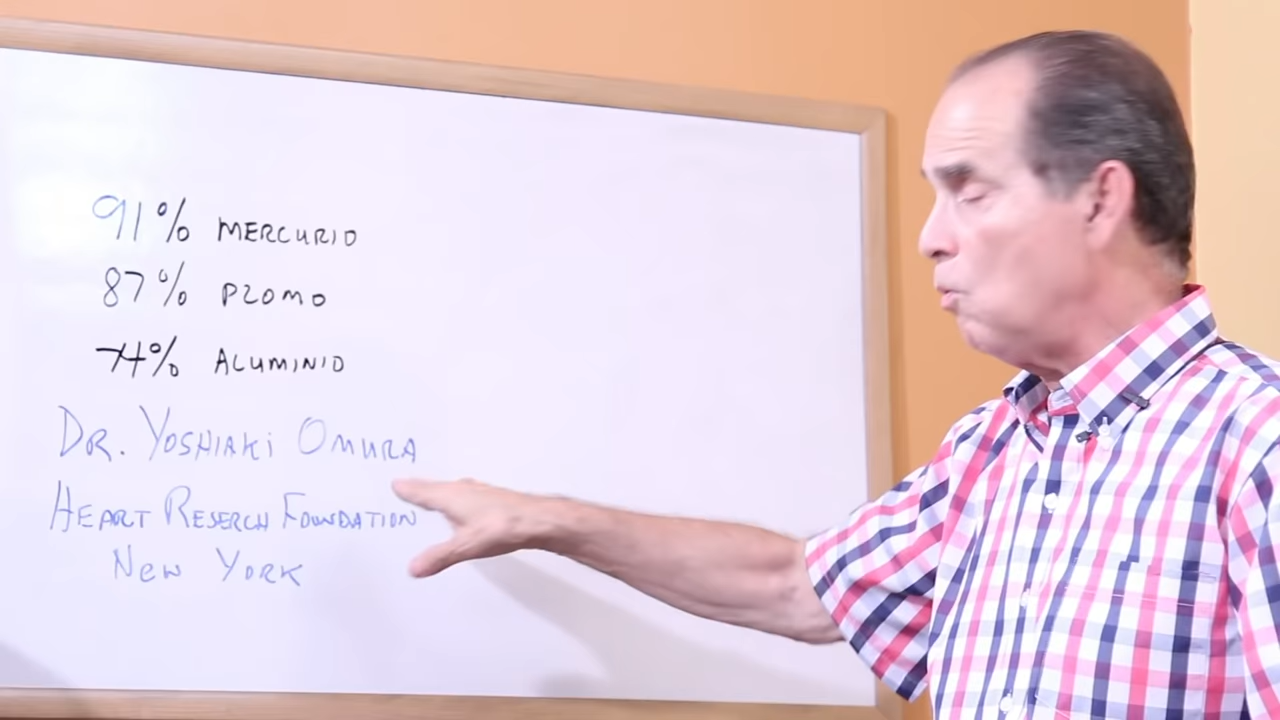 91% MERCURIO
87% PLOMO
74% ALUMINIO
DR. YOSHIAKI OMURA
HEART RESERCH FOUNDATION
NEW YORK